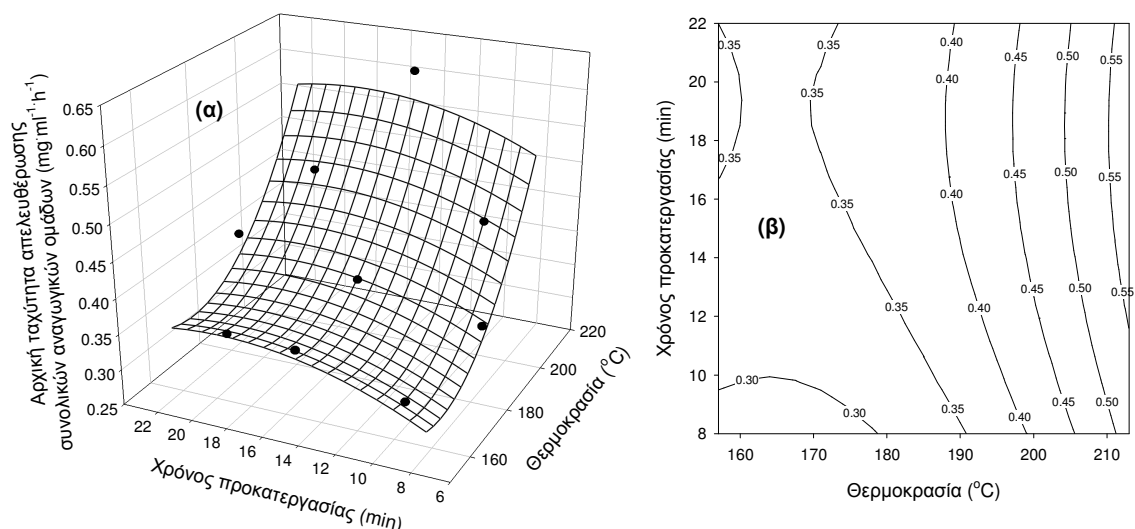 (α)
Αρχική ταχύτητα απελευθέρωσης
συνολικών αναγωγικών ομάδων (mg·ml⁻¹·h⁻¹)
0.65
0.60
0.55
0.50
0.45
0.40
0.35
0.30
0.25
22
20
18
16
14
12
10
8
6
Χρόνος προκατεργασίας (min)
160
180
200
220
Θερμοκρασία (°C)
(β)
Χρόνος προκατεργασίας (min)
22
20
18
16
14
12
10
8
0.35 0.35 0.40 0.45 0.50 0.55
0.35 0.40 0.45 0.50 0.55
0.35 0.40 0.45 0.50 0.55
0.35 0.40 0.45 0.50 0.55
0.30 0.35 0.40 0.45 0.50
0.30
160 170 180 190 200 210
Θερμοκρασία (°C)